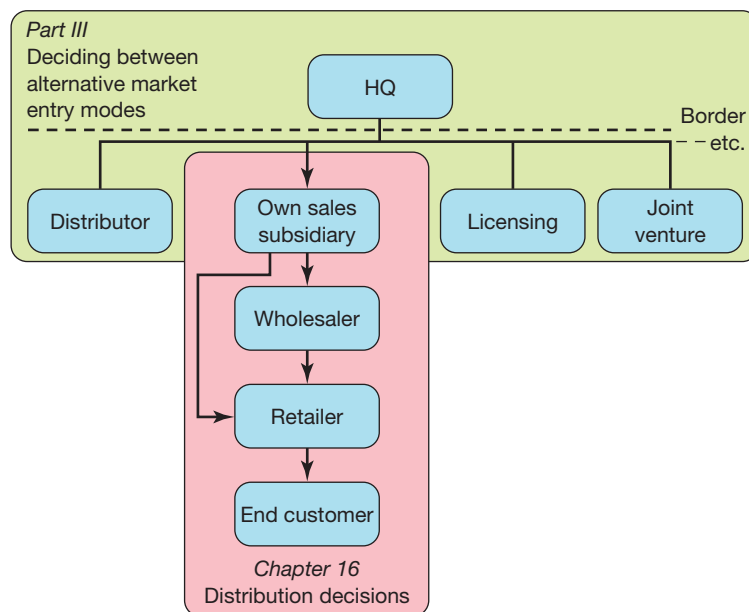 Part III
Deciding between
alternative market
entry modes
HQ
Border
etc.
Distributor
Own sales
subsidiary
Licensing
Joint
venture
Wholesaler
Retailer
End customer
Chapter 16
Distribution decisions